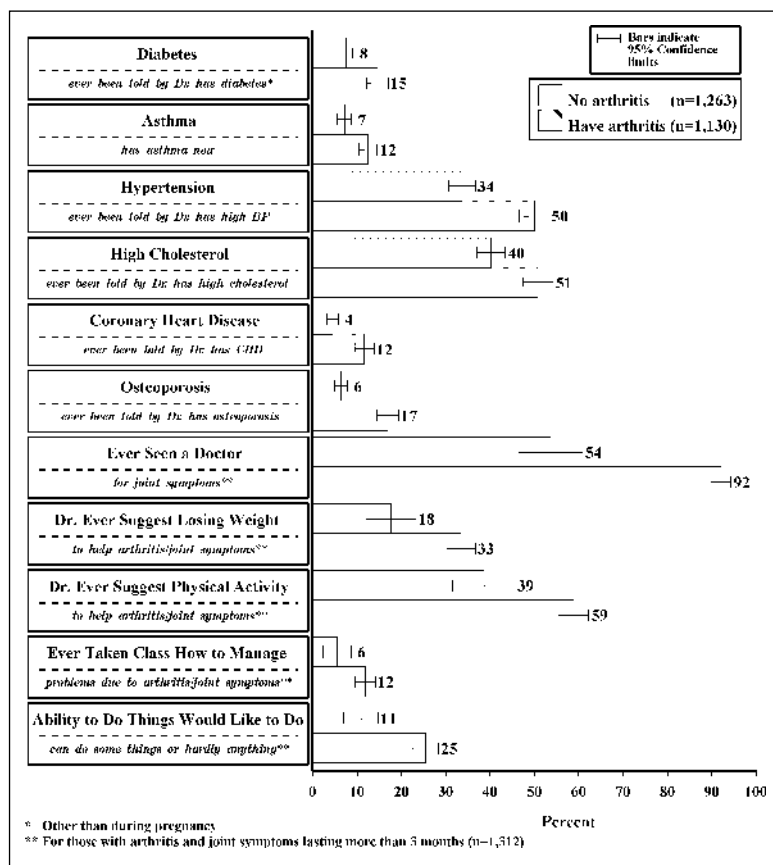 Bars indicate
95% Confidence
limits
No arthritis (n=1,263)
Have arthritis (n=1,130)
Diabetes
8
ever been told by Dr. has diabetes*
15
Asthma
7
has asthma now
12
Hypertension
34
ever been told by Dr. has high BP
50
High Cholesterol
40
ever been told by Dr. has high cholesterol
51
Coronary Heart Disease
4
ever been told by Dr. has CHD
12
Osteoporosis
6
ever been told by Dr. has osteoporosis
17
Ever Seen a Doctor
54
for joint symptoms**
92
Dr. Ever Suggest Losing Weight
18
to help arthritis/joint symptoms**
33
Dr. Ever Suggest Physical Activity
39
to help arthritis/joint symptoms**
59
Ever Taken Class How to Manage
6
problems due to arthritis/joint symptoms**
12
Ability to Do Things Would Like to Do
11
can do some things or hardly anything**
25
0 10 20 30 40 50 60 70 80 90 100
Percent
* Other than during pregnancy
** For those with arthritis and joint symptoms lasting more than 3 months (n=1,312)